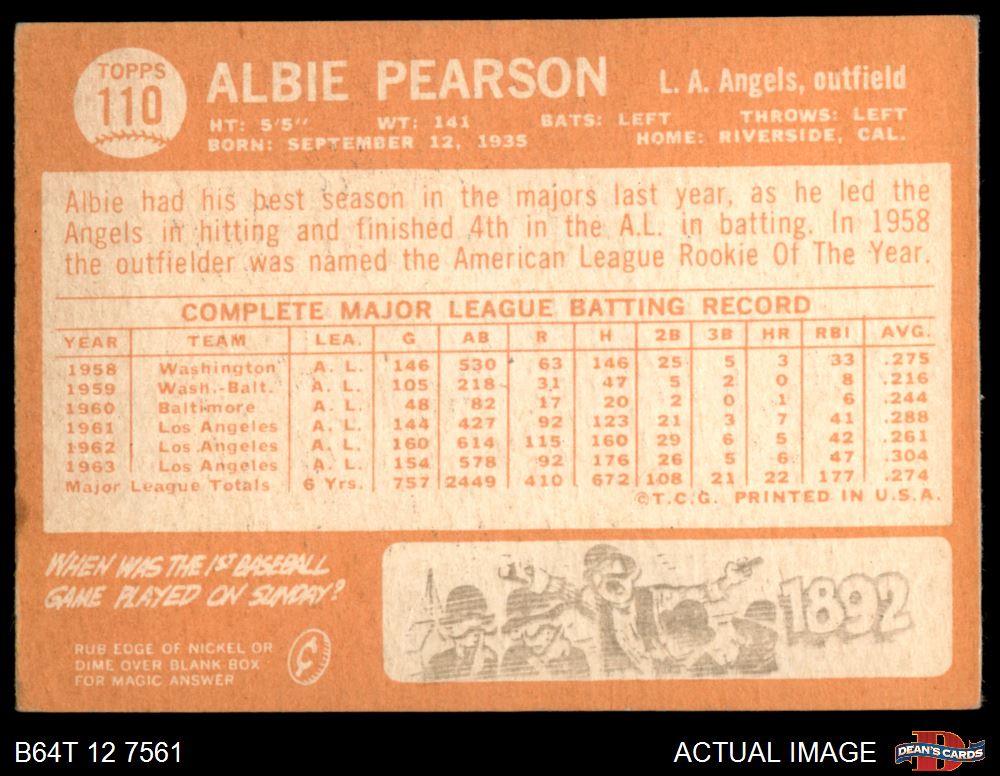 TOPPS
110
ALBIE PEARSON
L. A. Angels, outfield
HT: 5'5" WT: 141 BATS: LEFT THROWS: LEFT
BORN: SEPTEMBER 12, 1935 HOME: RIVERSIDE, CAL.
Albie had his best season in the majors last year, as he led the
Angels in hitting and finished 4th in the A.L. in batting. In 1958
the outfielder was named the American League Rookie Of The Year.
COMPLETE MAJOR LEAGUE BATTING RECORD
YEAR TEAM LEA. G AB R H 2B 3B HR RBI AVG.
1958 Washington A. L. 146 530 63 146 25 5 3 33 .275
1959 Wash.-Balt. A. L. 105 218 31 47 5 2 0 8 .216
1960 Baltimore A. L. 48 82 17 20 2 0 1 6 .244
1961 Los Angeles A. L. 144 427 92 123 21 3 7 41 .288
1962 Los Angeles A. L. 160 614 115 160 29 6 5 42 .261
1963 Los Angeles A. L. 154 578 92 176 26 5 6 47 .304
Major League Totals 6 Yrs. 757 2449 410 672 108 21 22 177 .274
©T.C.G. PRINTED IN U.S.A.
WHEN WAS THE 1ST BASEBALL
GAME PLAYED ON SUNDAY?
RUB EDGE OF NICKEL OR
DIME OVER BLANK BOX
FOR MAGIC ANSWER
¢
1892
B64T 12 7561
ACTUAL IMAGE
D
DEAN'S CARDS